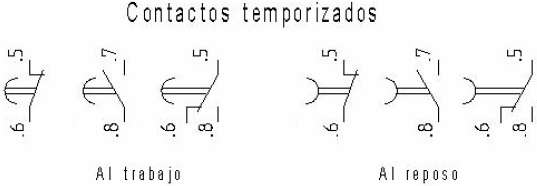 Contactos temporizados
.5 .7 .5 .5 .7 .5
.6 .8 .6 .8 .6 .8 .6 .8
Al trabajo Al reposo